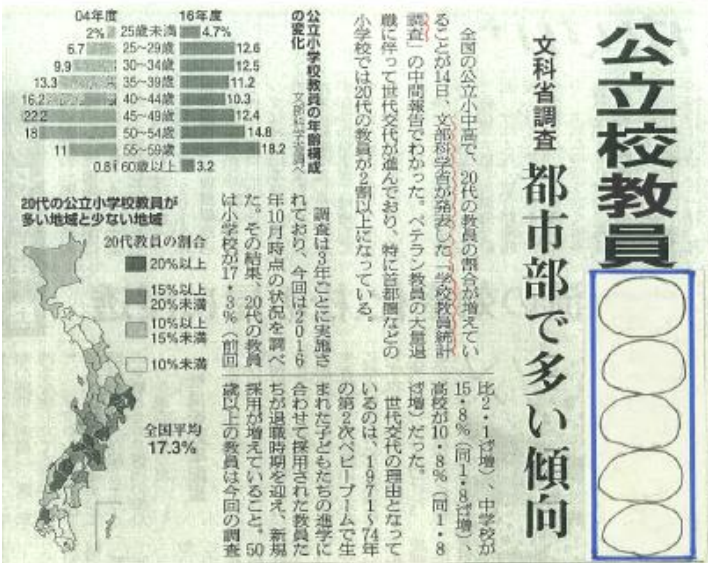 公立校教員
文科省調査
都市部で多い傾向
全国の公立小中高で、20代の教員の割合が増えてい
ることが14日、文部科学省が発表した「学校教員統計
調査」の中間報告でわかった。ベテラン教員の大量退
職に伴って世代交代が進んでおり、特に首都圏などの
小学校では20代の教員が2割以上になっている。
公立小学校教員の年齢構成
の変化
文部科学省調べ
04年度
16年度
2% 25歳未満 4.7%
6.7 25~29歳 12.6
9.9 30~34歳 12.5
13.3 35~39歳 11.2
16.2 40~44歳 10.3
22.2 45~49歳 12.4
18 50~54歳 14.8
11 55~59歳 18.2
0.8 60歳以上 3.2
調査は3年ごとに実施さ
れており、今回は2016
年10月時点の状況を調べ
た。その結果、20代の教員
は小学校が17・3%(前回
比2・1㌽増)、中学校が
15・8%(同1・8㌽増)、
高校が10・8%(同1・8
㌽増)だった。
世代交代の理由となって
いるのは、1971~74年
の第2次ベビーブームで生
まれた子どもたちの進学に
合わせて採用された教員た
ちが退職時期を迎え、新規
採用が増えていること。50
歳以上の教員は今回の調査
20代の公立小学校教員が
多い地域と少ない地域
20代教員の割合
20%以上
15%以上
20%未満
10%以上
15%未満
10%未満
全国平均
17.3%